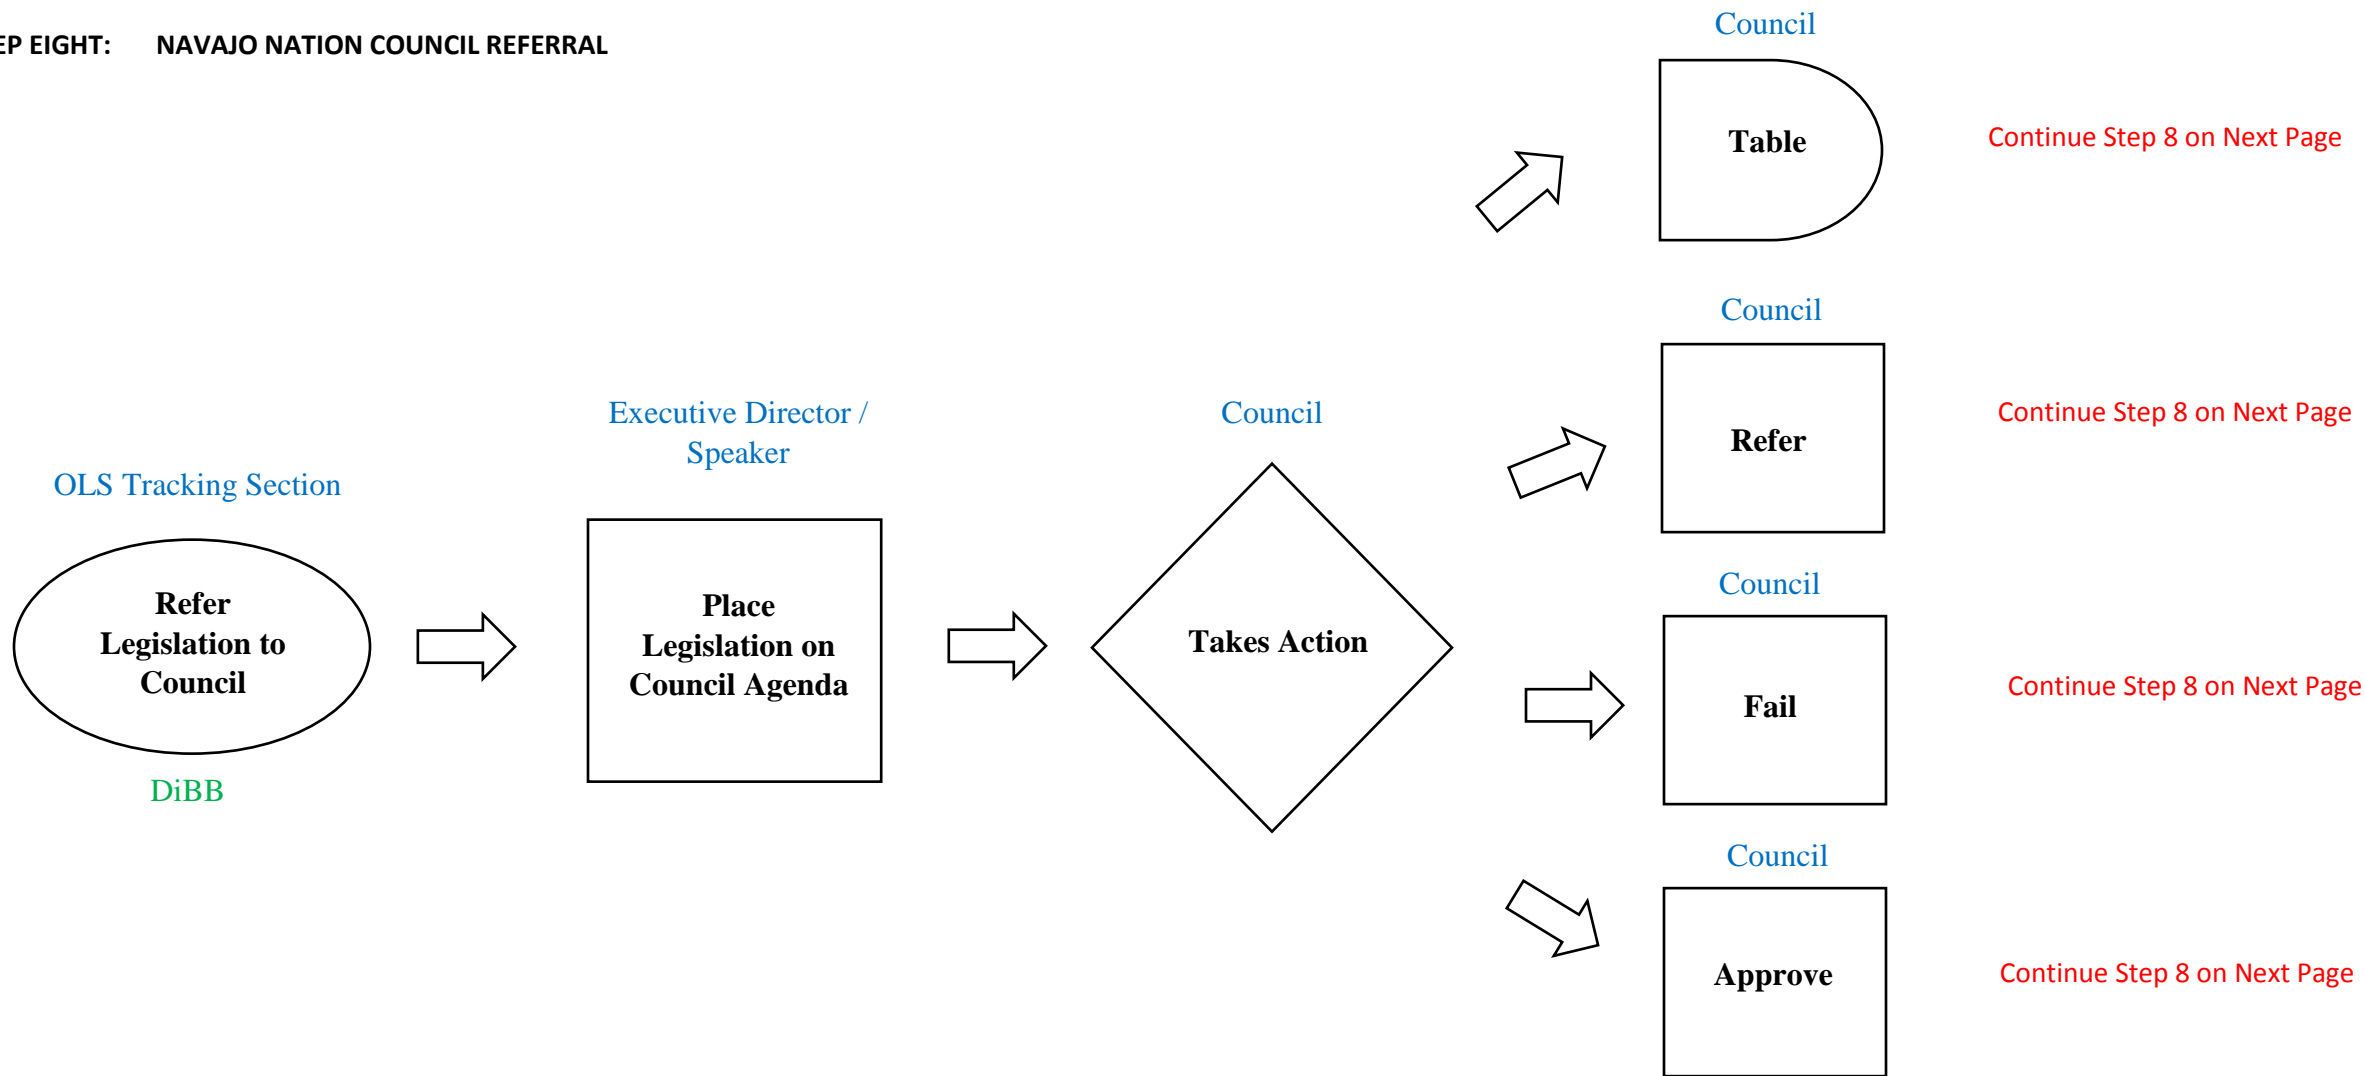 EP EIGHT: NAVAJO NATION COUNCIL REFERRAL
OLS Tracking Section
Refer
Legislation to
Council
DiBB
Executive Director /
Speaker
Place
Legislation on
Council Agenda
Council
Takes Action
Council
Table
Continue Step 8 on Next Page
Council
Refer
Continue Step 8 on Next Page
Council
Fail
Continue Step 8 on Next Page
Council
Approve
Continue Step 8 on Next Page